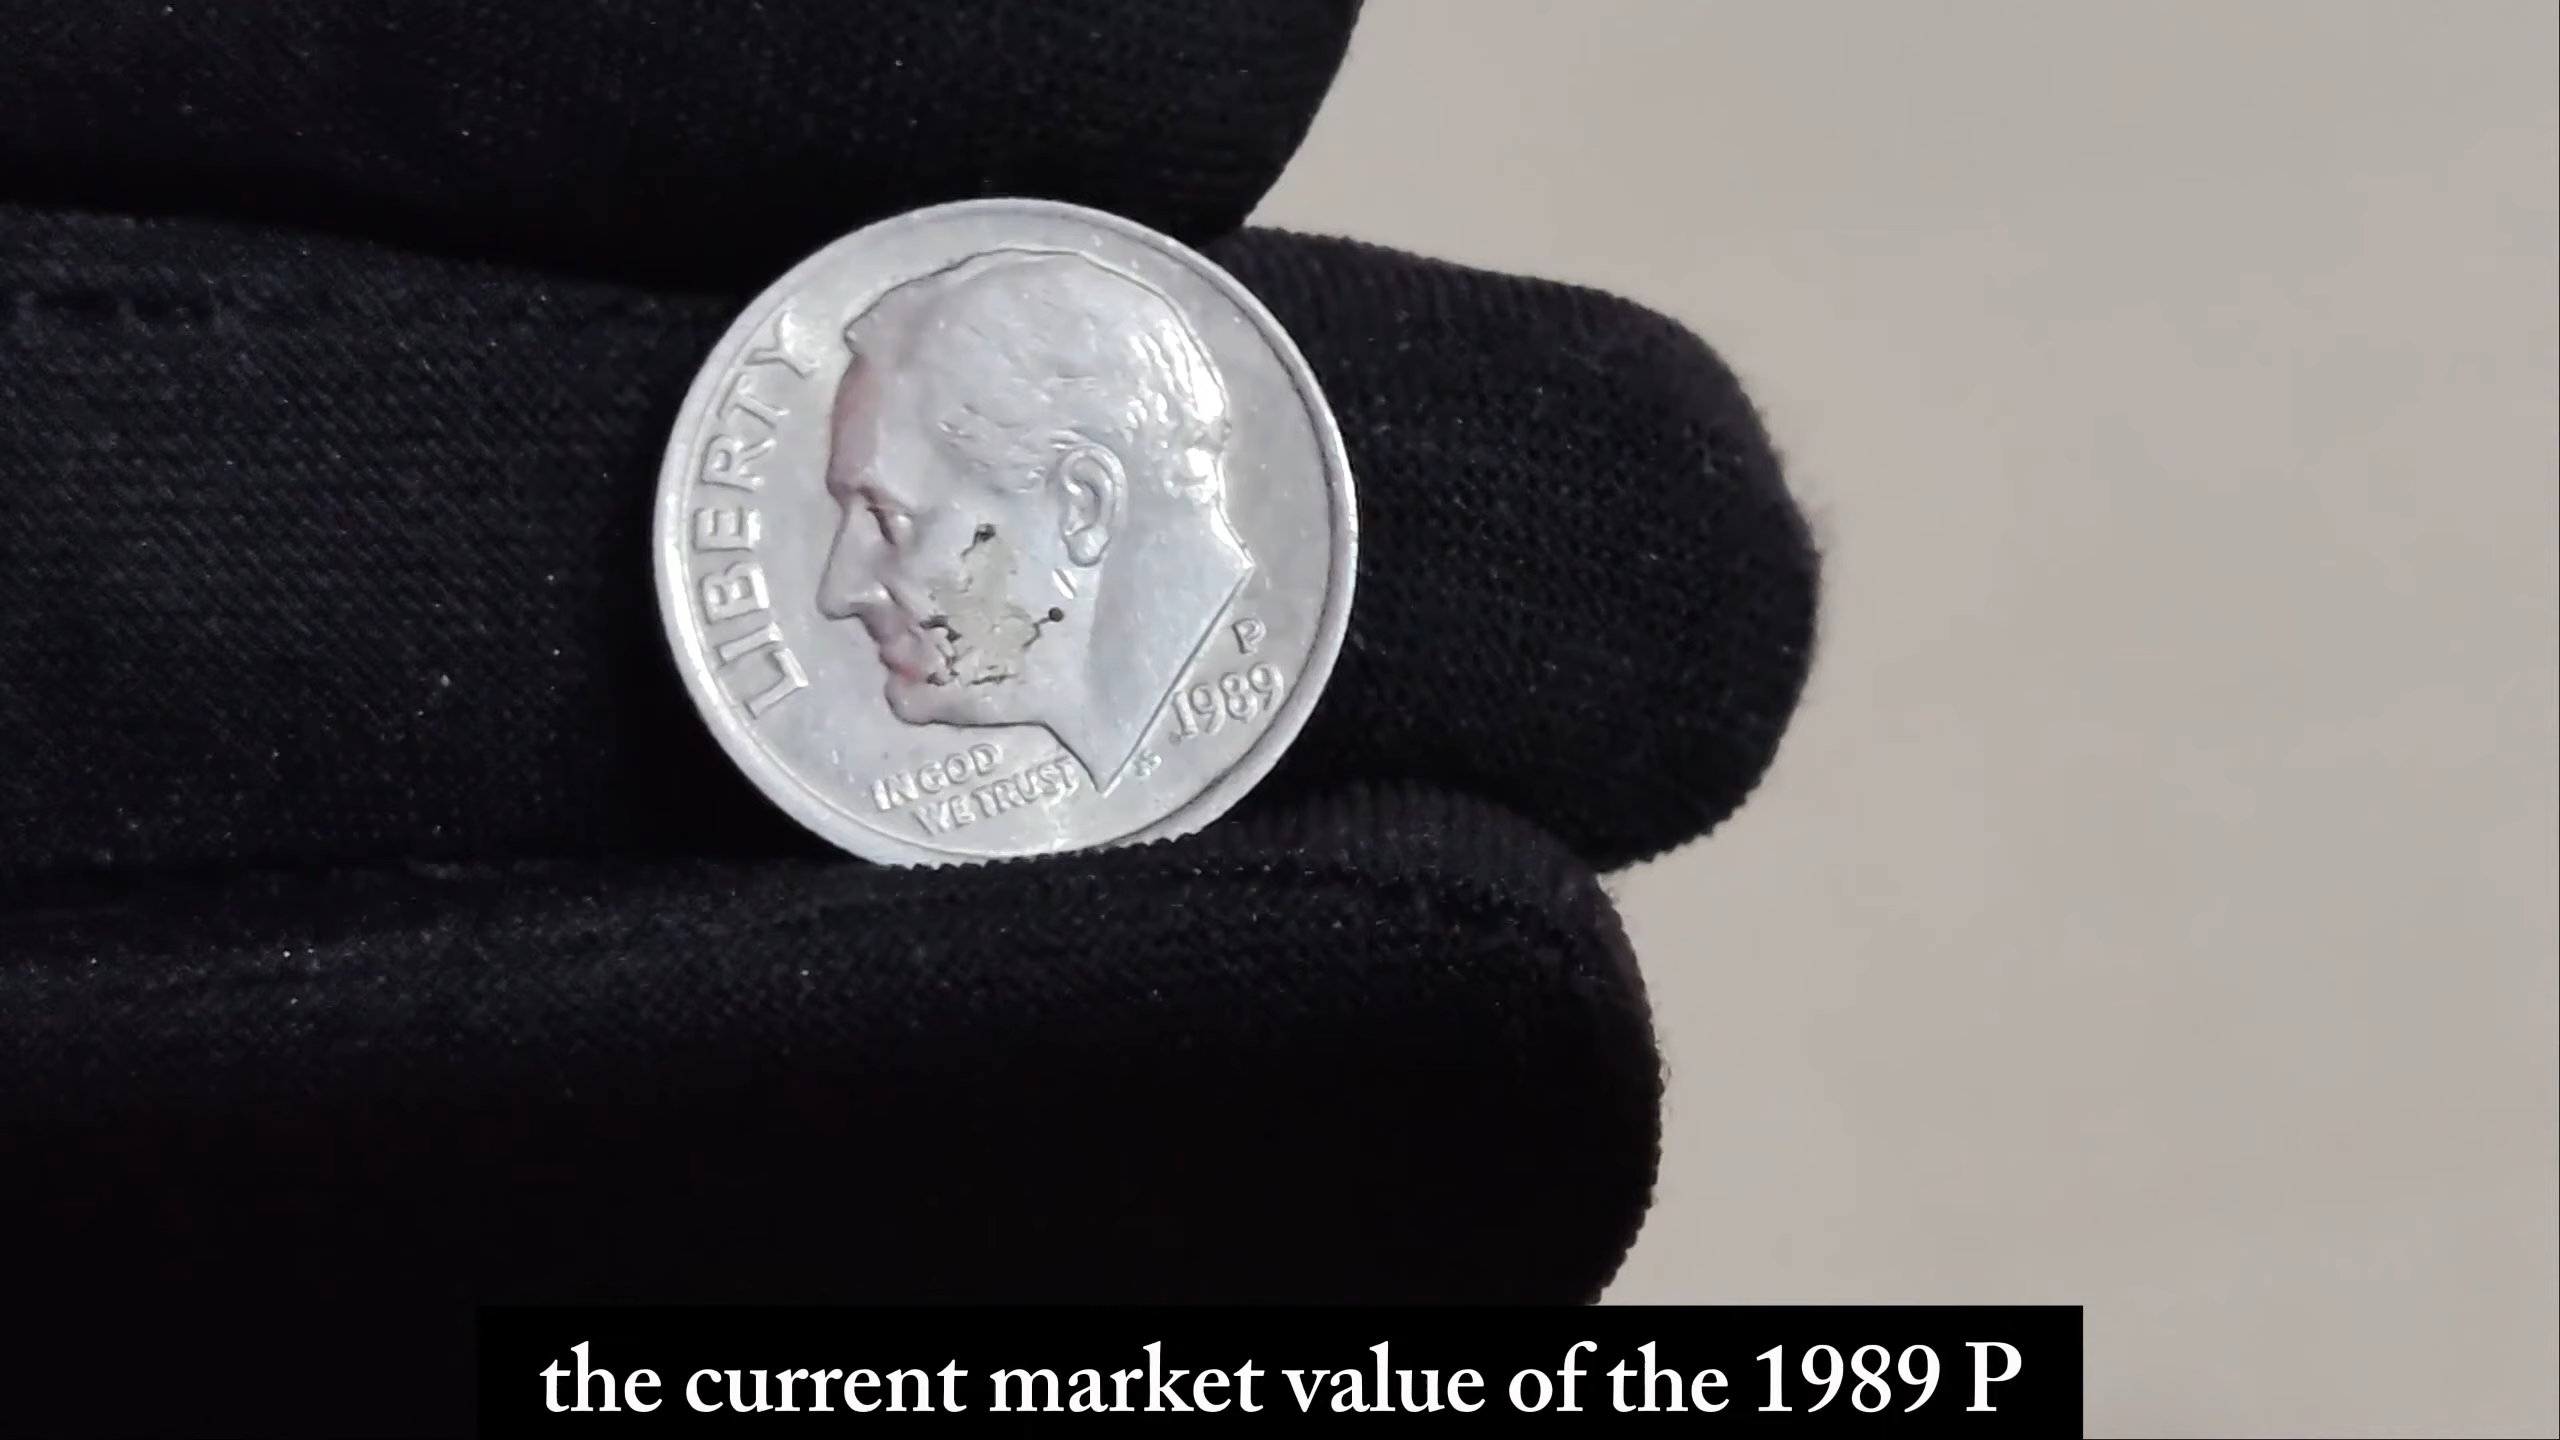 LIBERTY
IN GOD
WE TRUST
P
1989
the current market value of the 1989 P